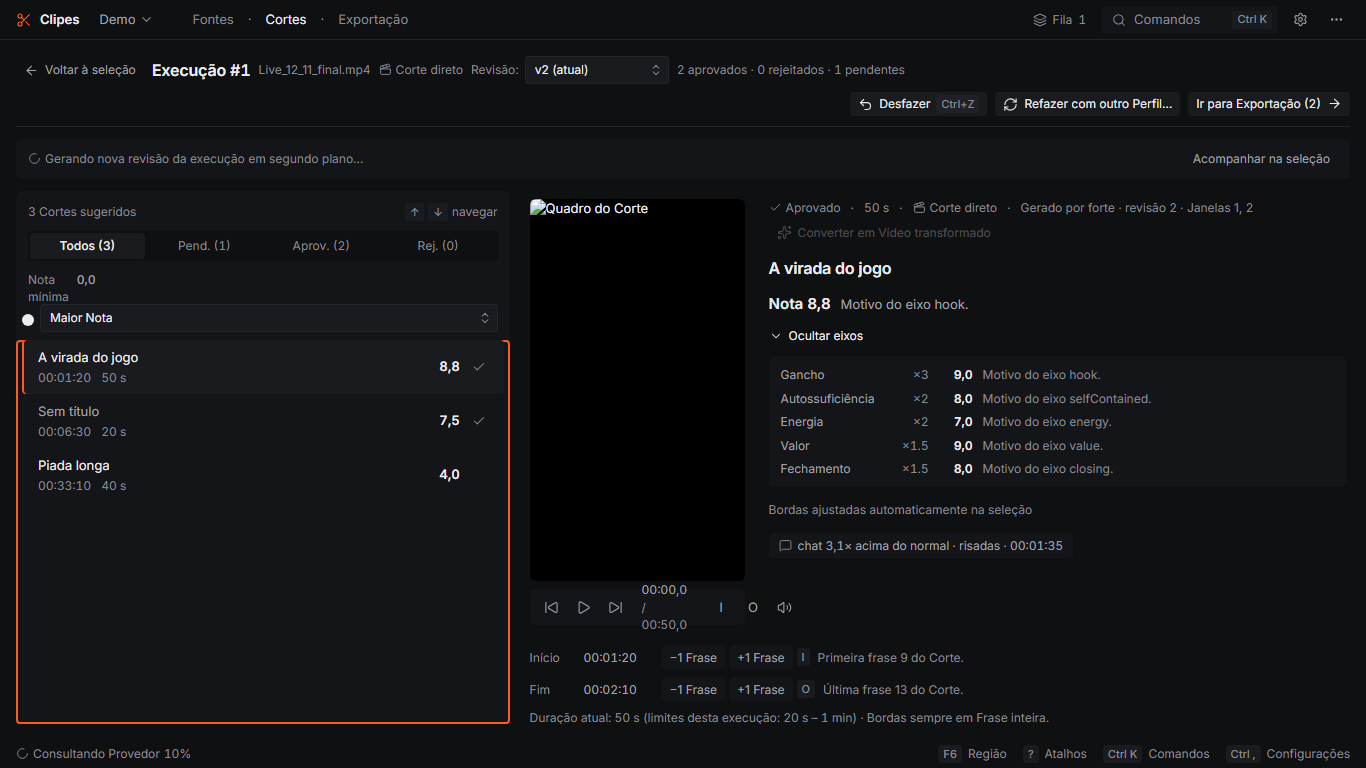 Clipes Demo Fontes · Cortes · Exportação Fila 1 Comandos Ctrl K
Voltar à seleção Execução #1 Live_12_11_final.mp4 Corte direto Revisão: v2 (atual) 2 aprovados · 0 rejeitados · 1 pendentes
Desfazer Ctrl+Z Refazer com outro Perfil... Ir para Exportação (2)
Gerando nova revisão da execução em segundo plano... Acompanhar na seleção
3 Cortes sugeridos navegar
Todos (3) Pend. (1) Aprov. (2) Rej. (0)
Nota mínima 0,0
Maior Nota
A virada do jogo
00:01:20 50 s
8,8
Sem título
00:06:30 20 s
7,5
Piada longa
00:33:10 40 s
4,0
Quadro do Corte
00:00,0
/
00:50,0
I O
Início 00:01:20 −1 Frase +1 Frase I Primeira frase 9 do Corte.
Fim 00:02:10 −1 Frase +1 Frase O Última frase 13 do Corte.
Duração atual: 50 s (limites desta execução: 20 s – 1 min) · Bordas sempre em Frase inteira.
Aprovado · 50 s · Corte direto · Gerado por forte · revisão 2 · Janelas 1, 2
Converter em Vídeo transformado
A virada do jogo
Nota 8,8 Motivo do eixo hook.
Ocultar eixos
Gancho ×3 9,0 Motivo do eixo hook.
Autossuficiência ×2 8,0 Motivo do eixo selfContained.
Energia ×2 7,0 Motivo do eixo energy.
Valor ×1.5 9,0 Motivo do eixo value.
Fechamento ×1.5 8,0 Motivo do eixo closing.
Bordas ajustadas automaticamente na seleção
chat 3,1× acima do normal · risadas · 00:01:35
Consultando Provedor 10% F6 Região ? Atalhos Ctrl K Comandos Ctrl , Configurações